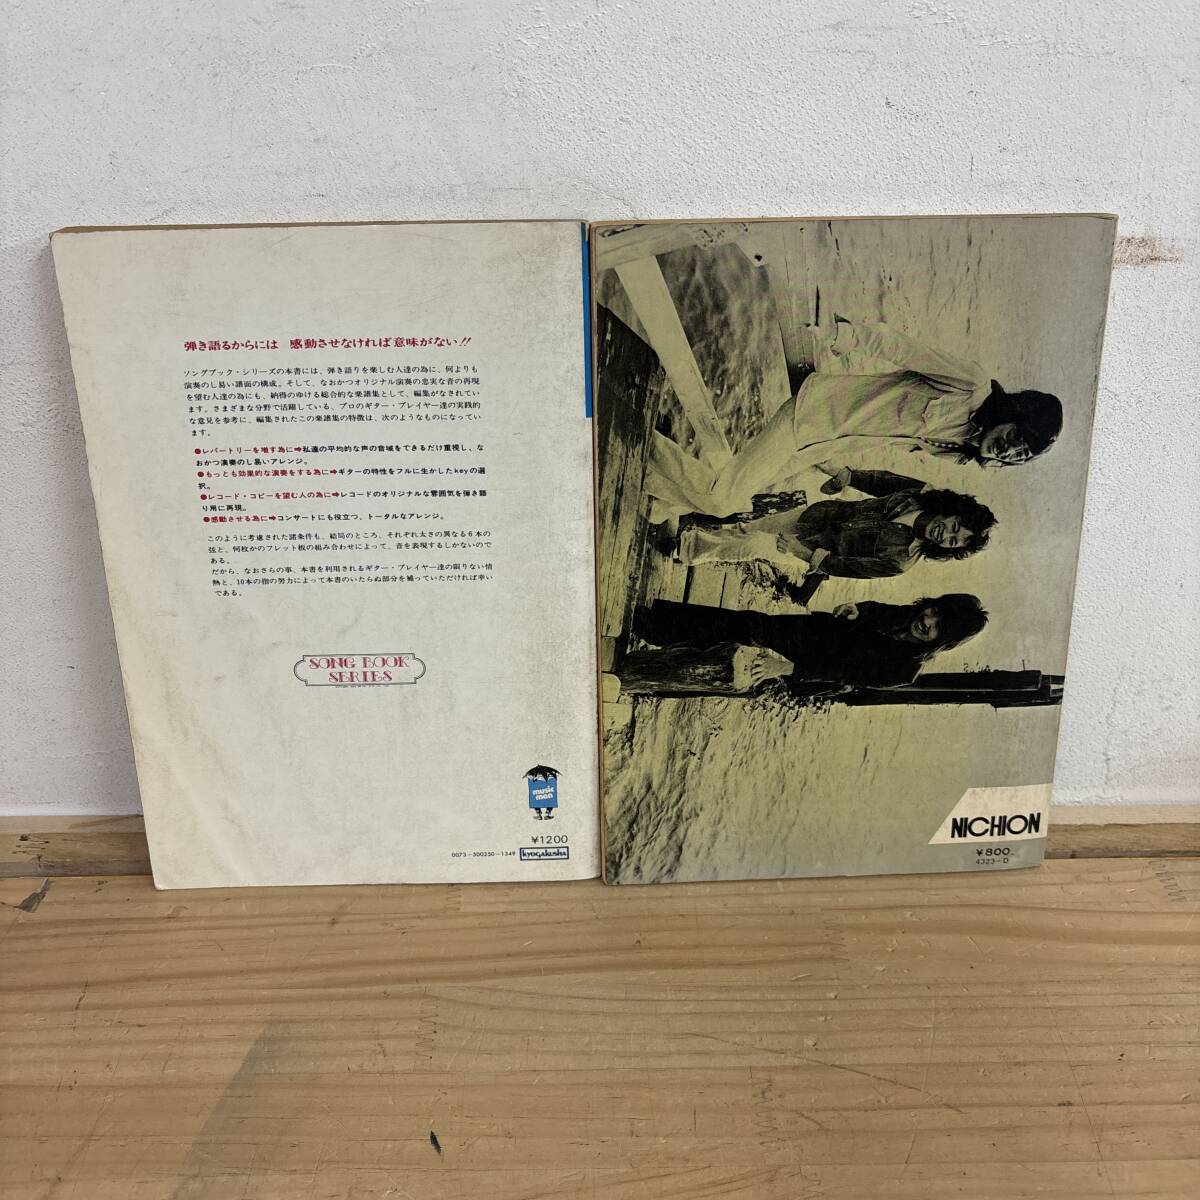 弾き語るからには 感動させなければ意味がない!!
ソングブック・シリーズの本書には、弾き語りを楽しむ人達の為に、何よりも
演奏のし易い譜面の構成。そして、なおかつオリジナル演奏の忠実な音の再現
を望む人達の為にも、納得のゆける総合的な楽譜集として、編集がなされてい
ます。さまざまな分野で活躍している、プロのギター・プレイヤー達の実践的
な意見を参考に、編集されたこの楽譜集の特徴は、次のようなものになってい
ます。
●レパートリーを増す為に➡私達の平均的な声の音域をできるだけ重視し、な
おかつ演奏のし易いアレンジ。
●もっとも効果的な演奏をする為に➡ギターの特性をフルに生かしたkeyの選
択。
●レコード・コピーを望む人の為に➡レコードのオリジナルな雰囲気を弾き語
り用に再現。
●感動させる為に➡コンサートにも役立つ、トータルなアレンジ。
このように考慮された諸条件も、結局のところ、それぞれ太さの異なる6本の
弦と、何枚かのフレット板の組み合わせによって、音を表現するしかないので
ある。
だから、なおさらの事、本書を利用されるギター・プレイヤー達の限りない情
熱と、10本の指の努力によって本書のいたらぬ部分を補っていただければ幸い
である。
SONG BOOK
SERIES
music
man
¥1200
0073-500250-1349
kyogakusha
NICHION
¥800.
4323-D